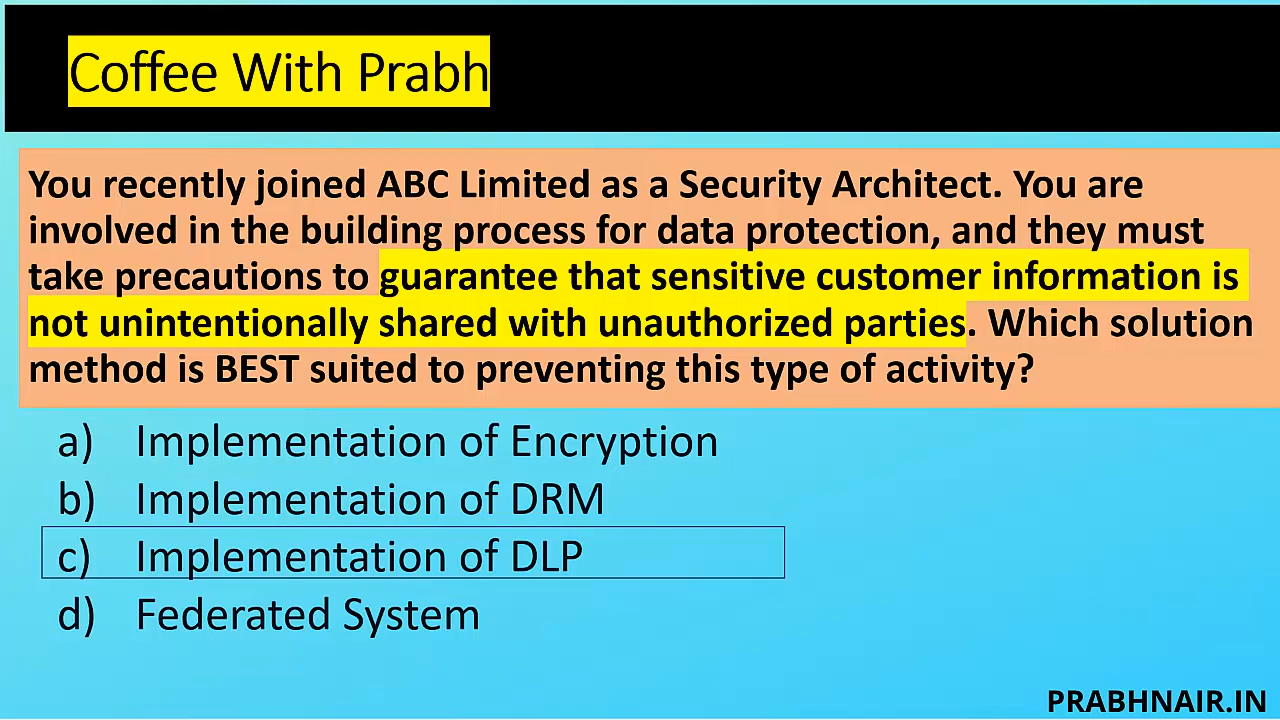 Coffee With Prabh
You recently joined ABC Limited as a Security Architect. You are
involved in the building process for data protection, and they must
take precautions to guarantee that sensitive customer information is
not unintentionally shared with unauthorized parties. Which solution
method is BEST suited to preventing this type of activity?
a) Implementation of Encryption
b) Implementation of DRM
c) Implementation of DLP
d) Federated System
PRABHNAIR.IN